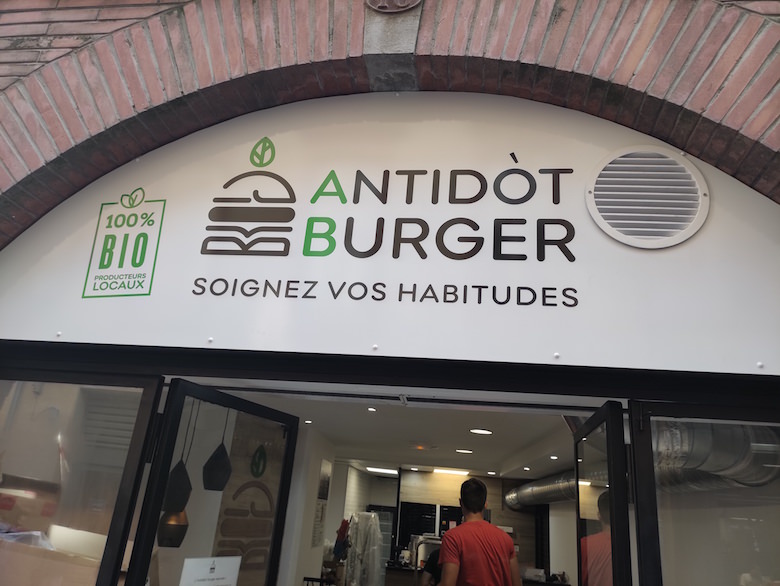 100%
BIO
PRODUCTEURS
LOCAUX
ANTIDÒT
BURGER
SOIGNEZ VOS HABITUDES